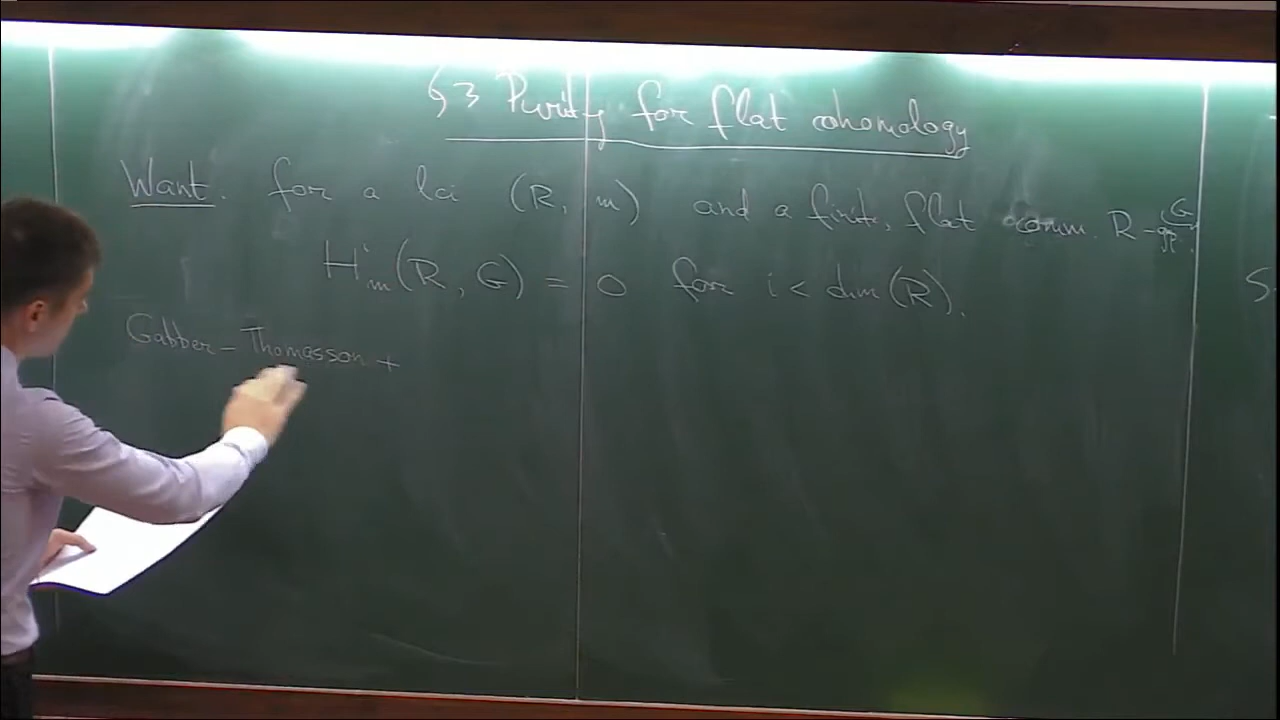 §3 Purity for flat cohomology
Want. for a lci (R, m) and a finite, flat comm. R-gp. G
H^i_m(R, G) = 0 for i < dim(R).
Gabber - Thomasson +
S